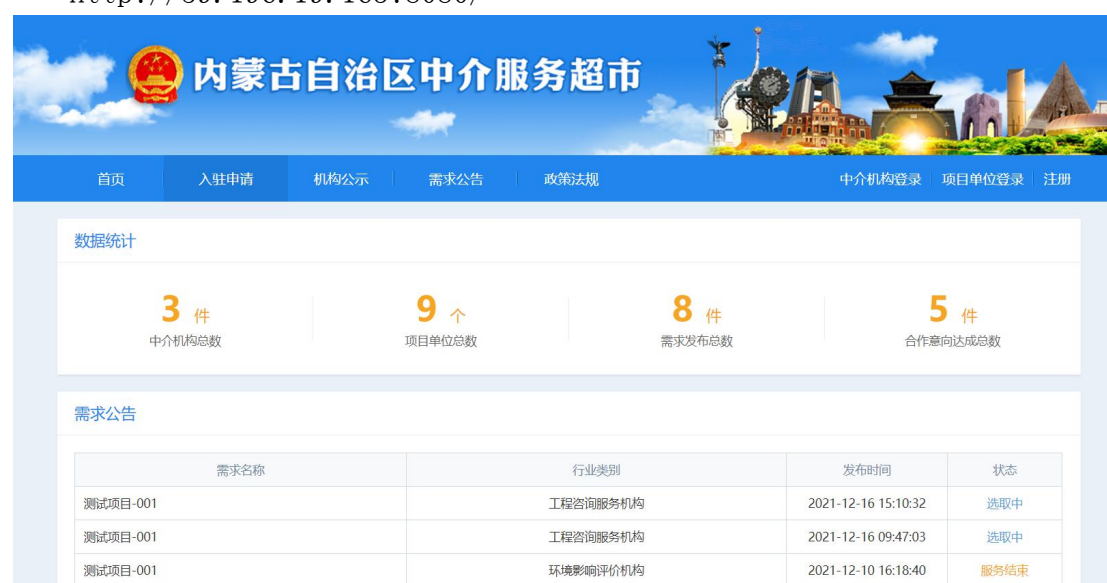 内蒙古自治区中介服务超市
首页 入驻申请 机构公示 需求公告 政策法规 中介机构登录 项目单位登录 注册
数据统计
3 件 9 个 8 件 5 件
中介机构总数 项目单位总数 需求发布总数 合作意向达成总数
需求公告
需求名称 行业类别 发布时间 状态
测试项目-001 工程咨询服务机构 2021-12-16 15:10:32 选取中
测试项目-001 工程咨询服务机构 2021-12-16 09:47:03 选取中
测试项目-001 环境影响评价机构 2021-12-10 16:18:40 服务结束